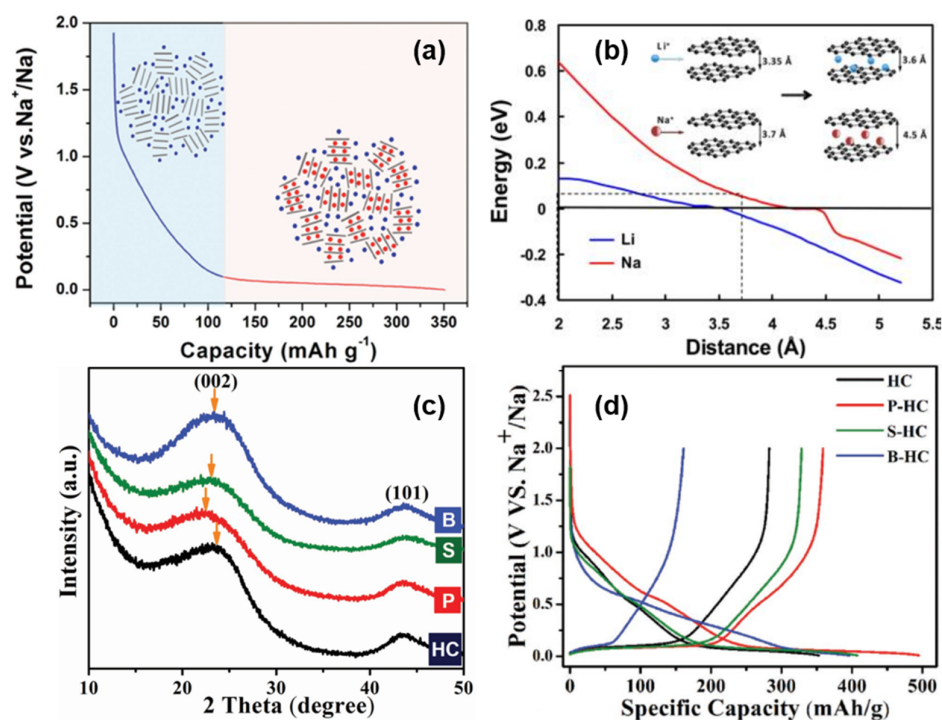 (a)
2.0
1.5
1.0
0.5
0.0
Potential (V vs.Na⁺/Na)
0 50 100 150 200 250 300 350
Capacity (mAh g⁻¹)
(b)
0.8
0.6
0.4
0.2
0
-0.2
-0.4
Energy (eV)
Li⁺
3.35 Å
3.6 Å
Na⁺
3.7 Å
4.5 Å
Li
Na
2 2.5 3 3.5 4 4.5 5 5.5
Distance (Å)
(c)
(002)
(101)
B
S
P
HC
Intensity (a.u.)
10 20 30 40 50
2 Theta (degree)
(d)
HC
P-HC
S-HC
B-HC
2.5
2.0
1.5
1.0
0.5
0.0
Potential (V VS. Na⁺/Na)
0 100 200 300 400 500
Specific Capacity (mAh/g)